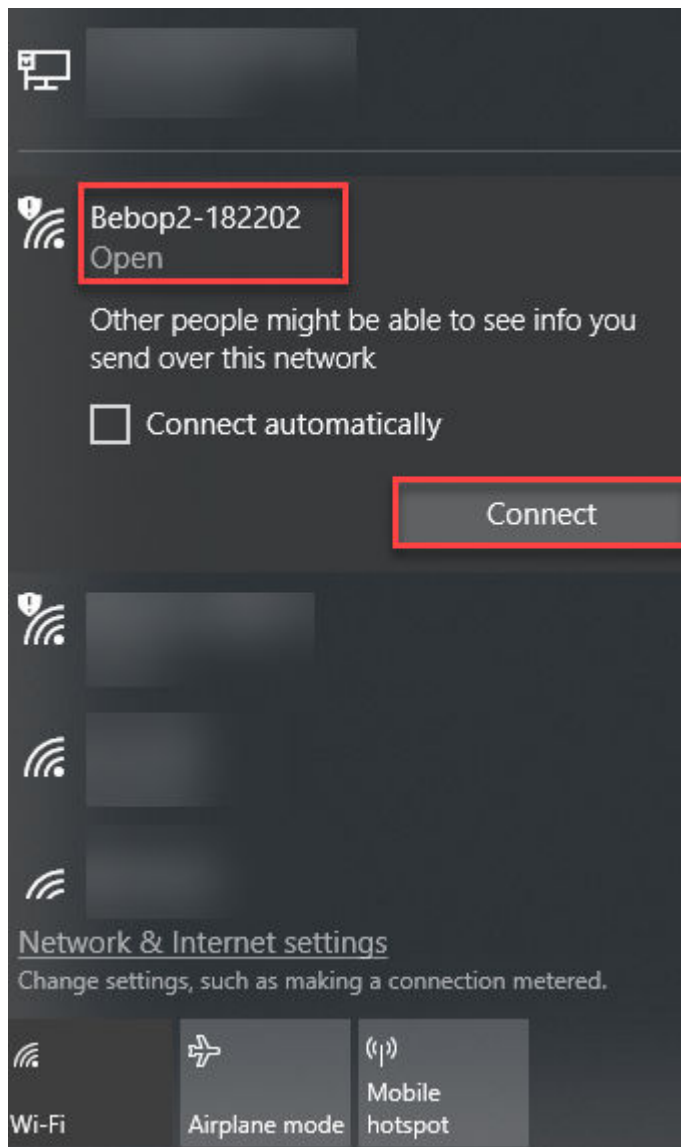 Bebop2-182202
Open
Other people might be able to see info you
send over this network
Connect automatically
Connect
Network & Internet settings
Change settings, such as making a connection metered.
Wi-Fi
Airplane mode
Mobile
hotspot